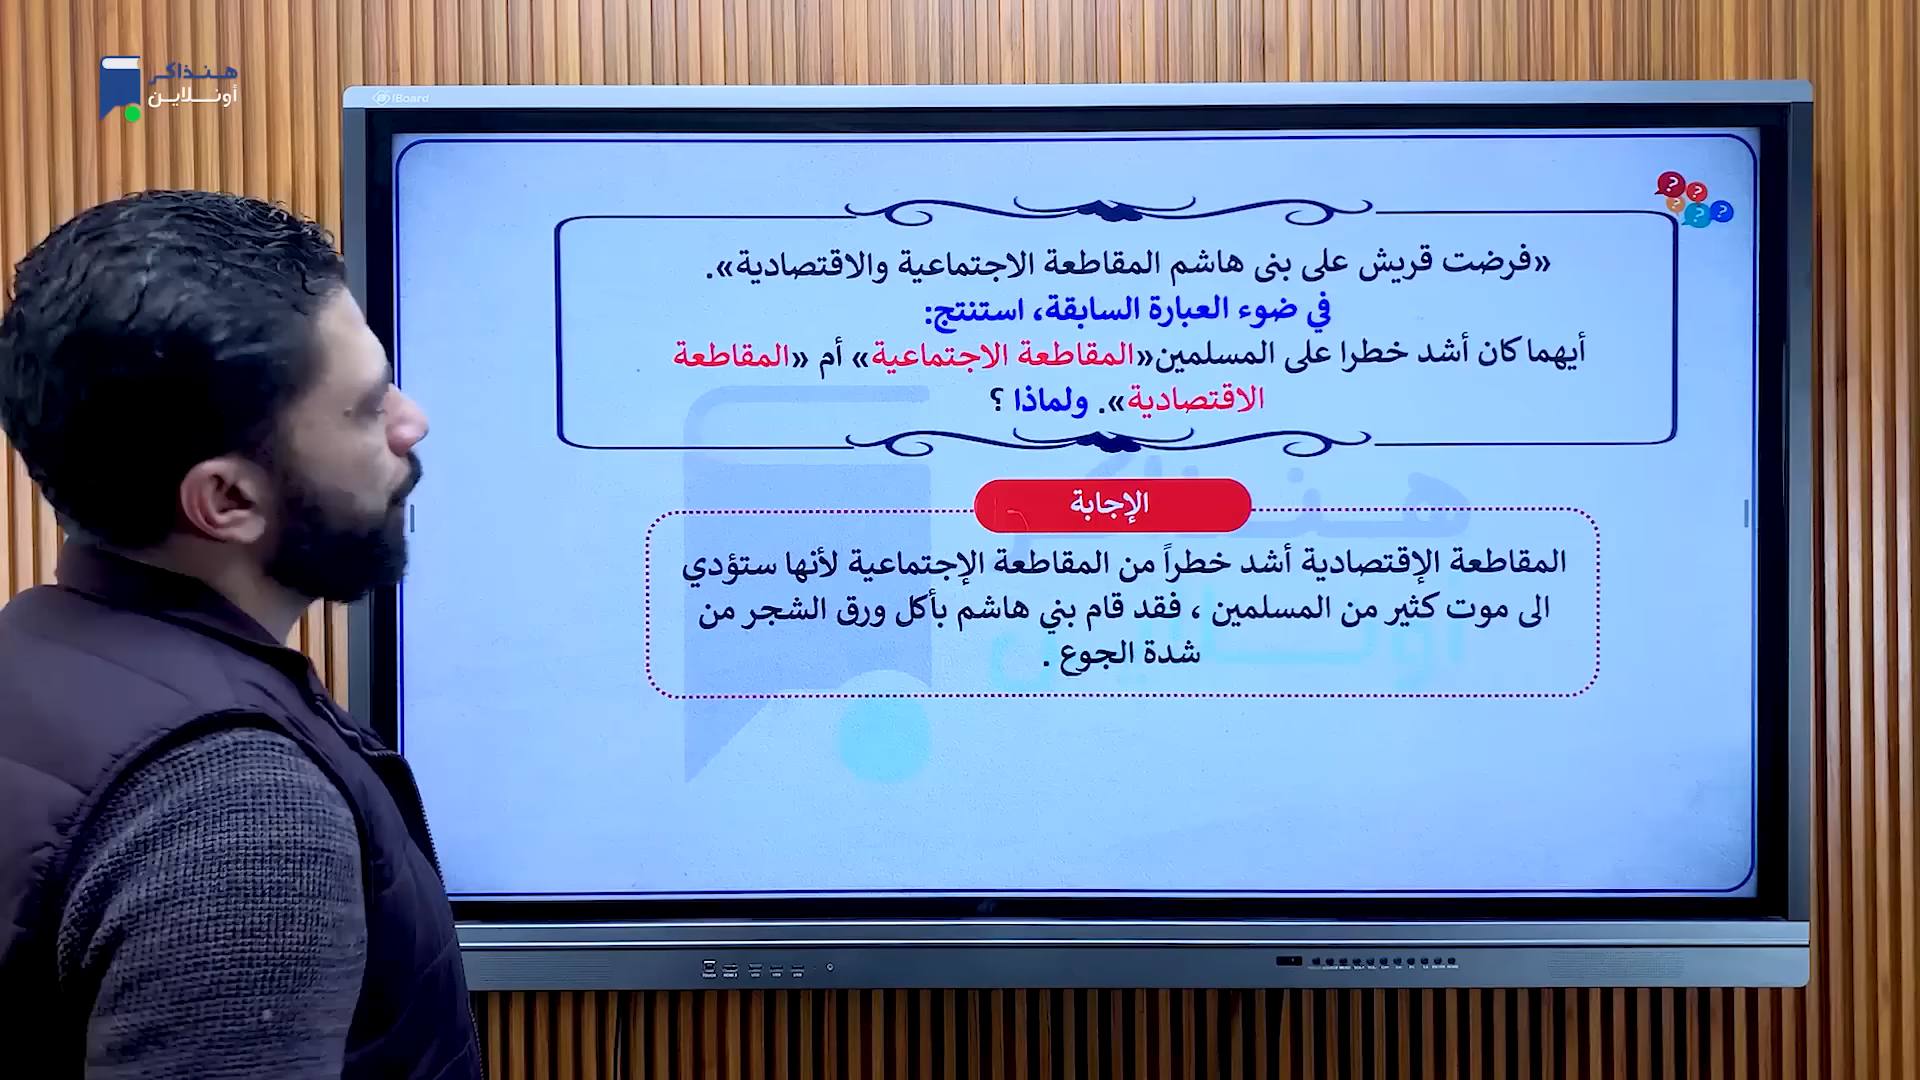 هـنـذاكـر
أونـــلاين
iBoard
«فرضت قريش على بنى هاشم المقاطعة الاجتماعية والاقتصادية».
في ضوء العبارة السابقة، استنتج:
أيهما كان أشد خطرا على المسلمين«المقاطعة الاجتماعية» أم «المقاطعة
الاقتصادية». ولماذا ؟
الإجابة
المقاطعة الإقتصادية أشد خطراً من المقاطعة الإجتماعية لأنها ستؤدي
الى موت كثير من المسلمين ، فقد قام بني هاشم بأكل ورق الشجر من
شدة الجوع .